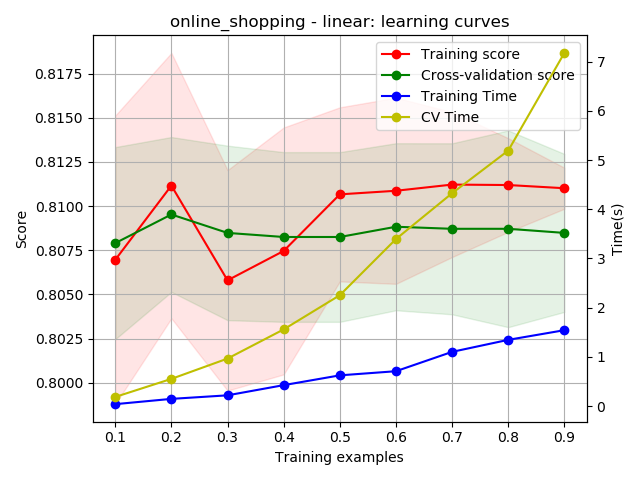 online_shopping - linear: learning curves
Training score
Cross-validation score
Training Time
CV Time
Score
0.8175
0.8150
0.8125
0.8100
0.8075
0.8050
0.8025
0.8000
7
6
5
4
3
2
1
0
Time(s)
0.1 0.2 0.3 0.4 0.5 0.6 0.7 0.8 0.9
Training examples